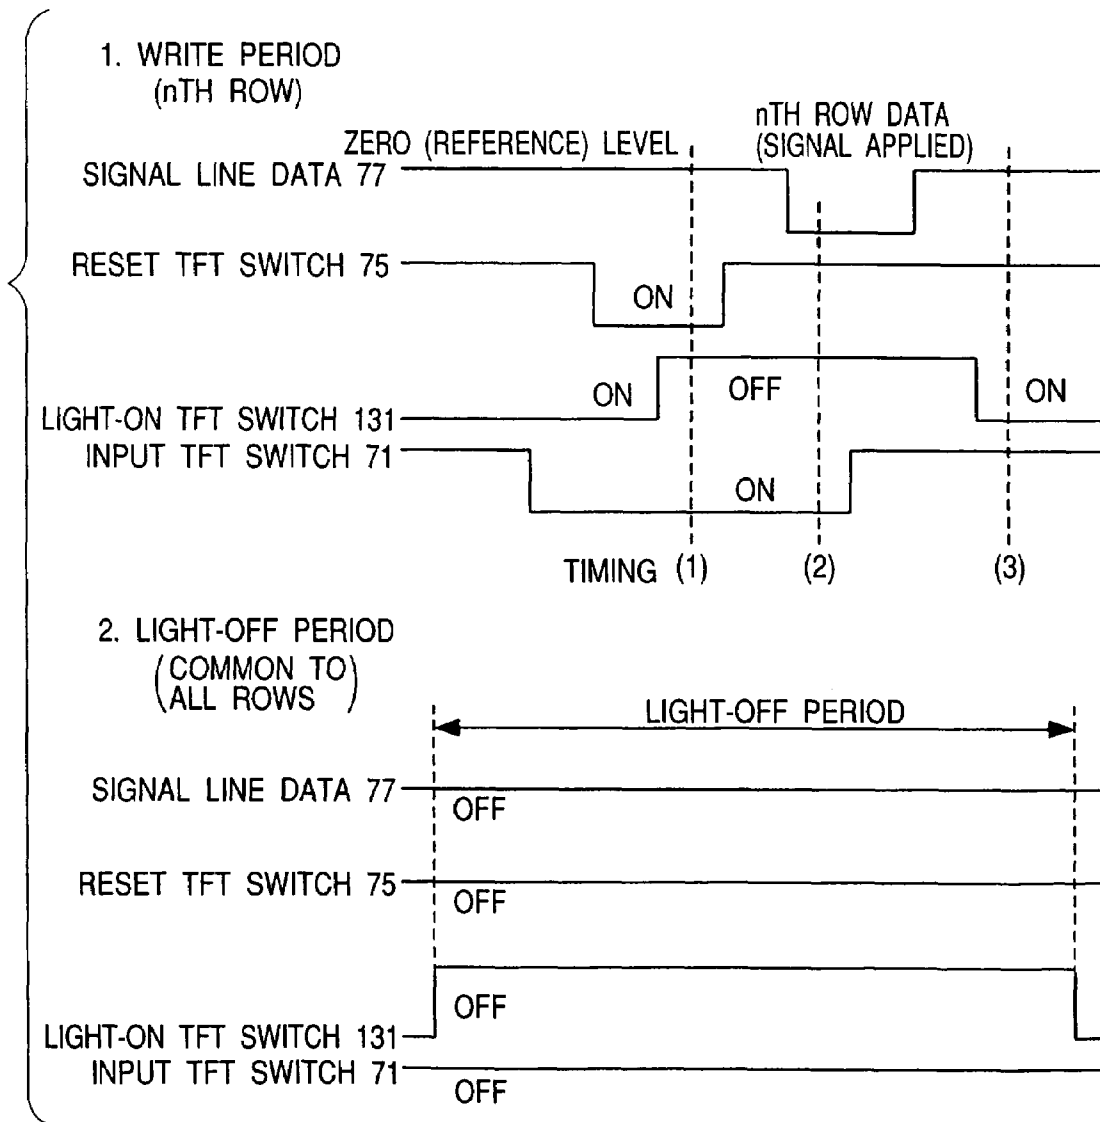 1. WRITE PERIOD
(nTH ROW)
nTH ROW DATA
ZERO (REFERENCE) LEVEL (SIGNAL APPLIED)
SIGNAL LINE DATA 77
RESET TFT SWITCH 75
ON
ON OFF ON
LIGHT-ON TFT SWITCH 131
INPUT TFT SWITCH 71
ON
TIMING (1) (2) (3)
2. LIGHT-OFF PERIOD
(COMMON TO
ALL ROWS)
LIGHT-OFF PERIOD
SIGNAL LINE DATA 77
OFF
RESET TFT SWITCH 75
OFF
OFF
LIGHT-ON TFT SWITCH 131
INPUT TFT SWITCH 71
OFF